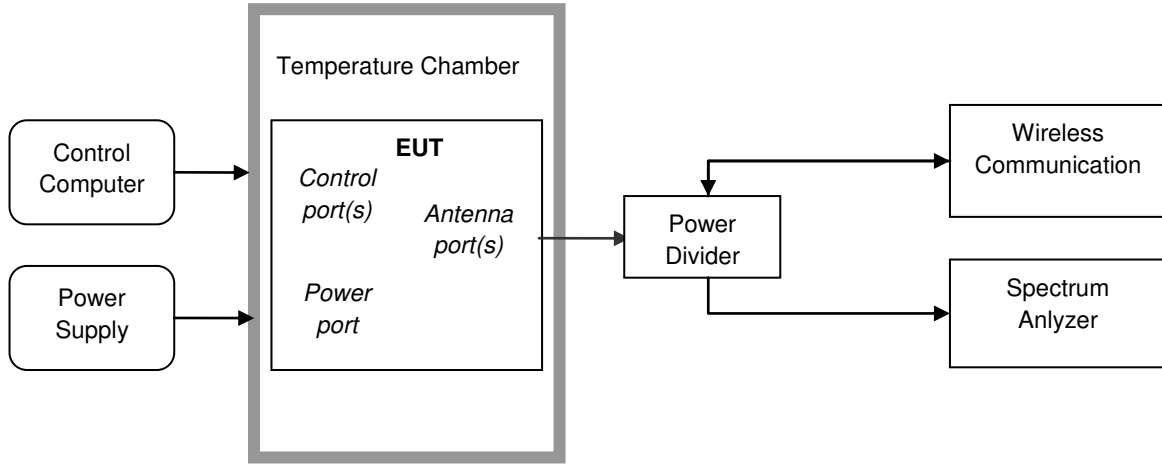 Temperature Chamber
Control
Computer
Power
Supply
EUT
Control
port(s)
Antenna
port(s)
Power
port
Power
Divider
Wireless
Communication
Spectrum
Anlyzer